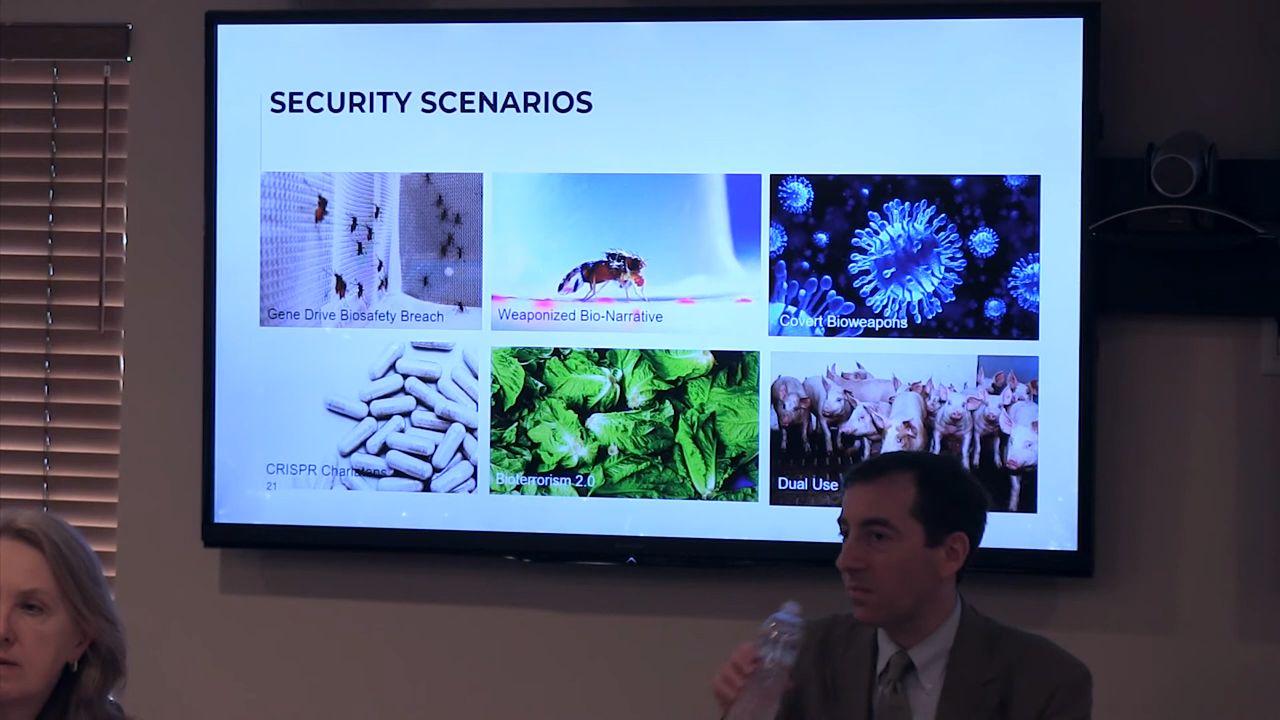 SECURITY SCENARIOS
Gene Drive Biosafety Breach
Weaponized Bio-Narrative
Covert Bioweapons
CRISPR Charlatans
Bioterrorism 2.0
Dual Use
21